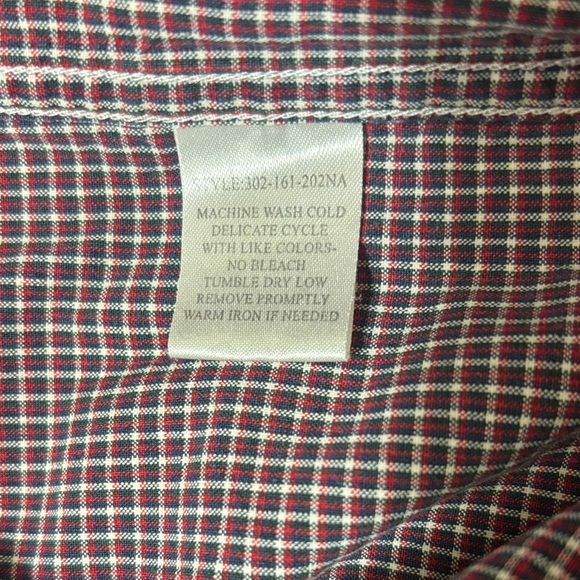 STYLE:302-161-202NA
MACHINE WASH COLD
DELICATE CYCLE
WITH LIKE COLORS-
NO BLEACH
TUMBLE DRY LOW
REMOVE PROMPTLY
WARM IRON IF NEEDED